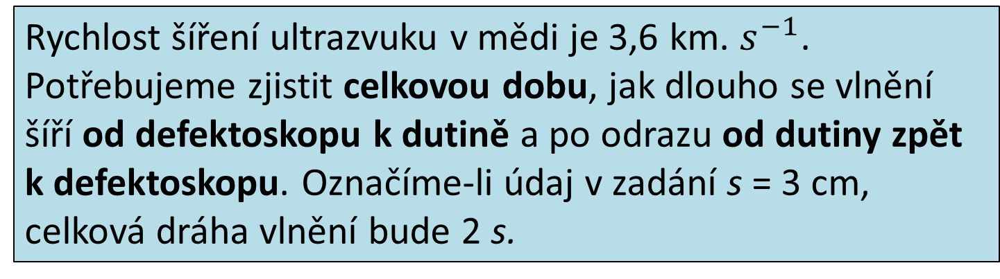 Rychlost šíření ultrazvuku v mědi je 3,6 km. s⁻¹.
Potřebujeme zjistit celkovou dobu, jak dlouho se vlnění
šíří od defektoskopu k dutině a po odrazu od dutiny zpět
k defektoskopu. Označíme-li údaj v zadání s = 3 cm,
celková dráha vlnění bude 2 s.